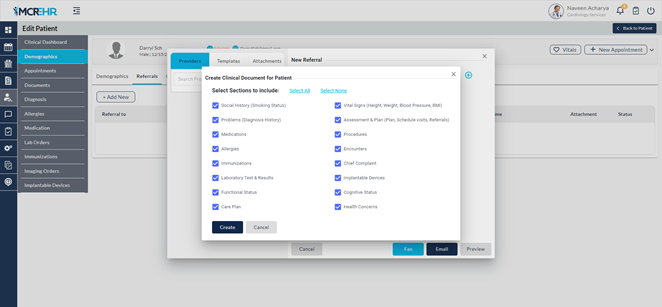 iMCREHR
Naveen Acharya
Cardiology Services
Edit Patient
Back to Patient
Clinical Dashboard
Demographics
Appointments
Documents
Diagnosis
Allergies
Medication
Lab Orders
Immunizations
Imaging Orders
Implantable Devices
Darryl Sch
Male
Vitals
+ New Appointment
Demographics
Referrals
+ Add New
Referral to
Attachment
Status
Providers
Templates
Attachments
New Referral
Create Clinical Document for Patient
Select Sections to include: Select All Select None
Social History (Smoking Status)
Vital Signs (Height, Weight, Blood Pressure, BMI)
Problems (Diagnosis History)
Assessment & Plan (Plan, Schedule visits, Referrals)
Medications
Procedures
Allergies
Encounters
Immunizations
Chief Complaint
Laboratory Test & Results
Implantable Devices
Functional Status
Cognitive Status
Care Plan
Health Concerns
Create
Cancel
Cancel
Fax
Email
Preview